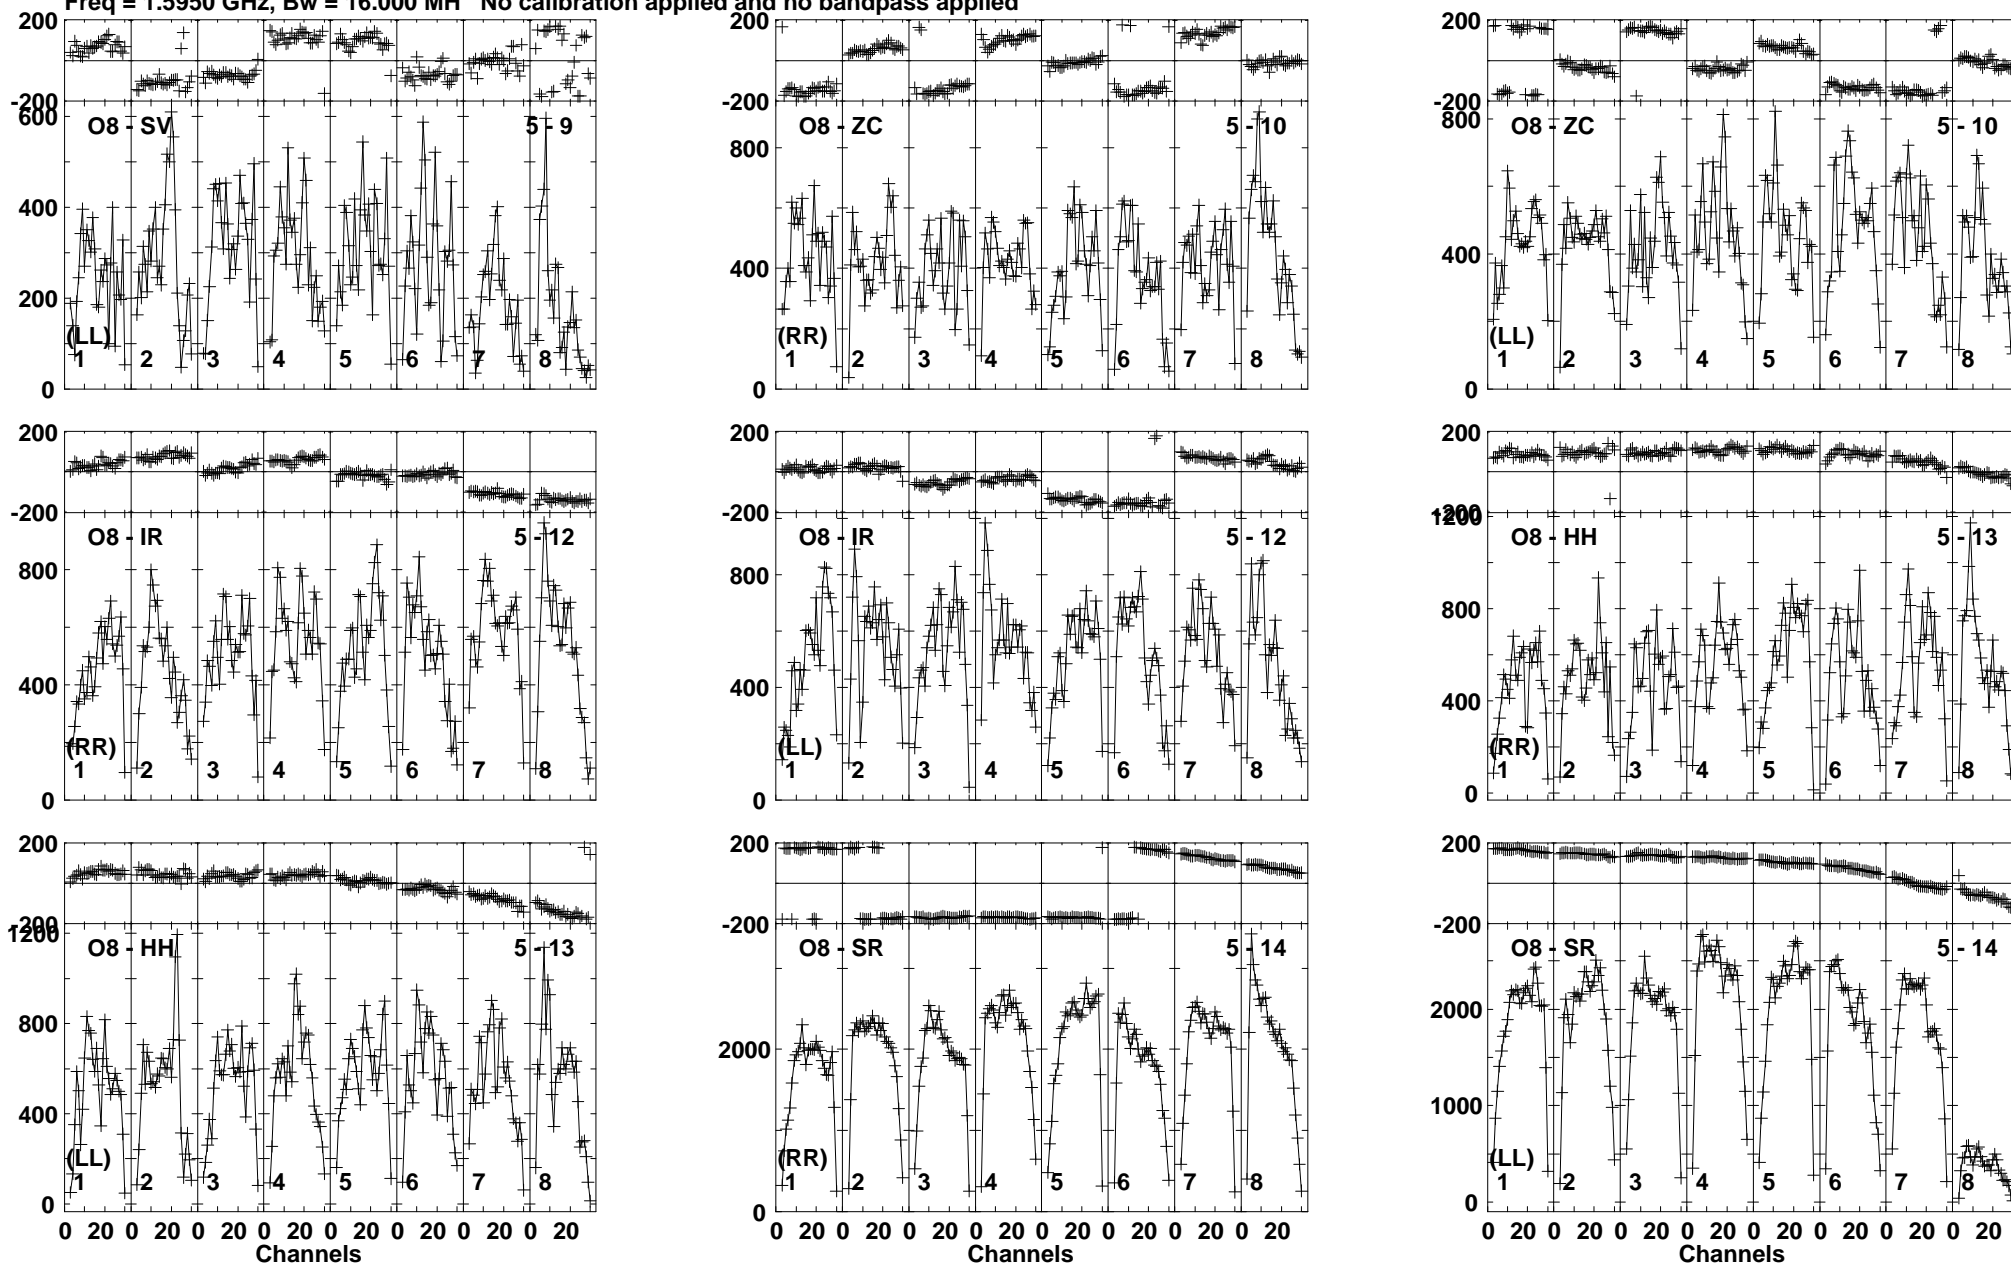 Freq = 1.5950 GHz, Bw = 16.000 MH No calibration applied and no bandpass applied
200 200 200
-200 -200 -200
600 800 800
O8 - SV 5 - 9 O8 - ZC 5 - 10 O8 - ZC 5 - 10
400 400 400
200
(LL) (RR) (LL)
1 2 3 4 5 6 7 8 1 2 3 4 5 6 7 8 1 2 3 4 5 6 7 8
0 0 0
200 200 200
-200 -200 -200
1200
O8 - IR 5 - 12 O8 - IR 5 - 12 O8 - HH 5 - 13
800 800 800
400 400 400
(RR) (LL) (RR)
1 2 3 4 5 6 7 8 1 2 3 4 5 6 7 8 1 2 3 4 5 6 7 8
0 0 0
200 200 200
-200 -200 -200
1200
O8 - HH 5 - 13 O8 - SR 5 - 14 O8 - SR 5 - 14
800 2000 2000
400 1000
(LL) (RR) (LL)
1 2 3 4 5 6 7 8 1 2 3 4 5 6 7 8 1 2 3 4 5 6 7 8
0 0 0
0 20 0 20 0 20 0 20 0 20 0 20 0 20 0 20 0 20 0 20 0 20 0 20 0 20 0 20 0 20 0 20 0 20 0 20 0 20 0 20 0 20 0 20 0 20 0 20
Channels Channels Channels